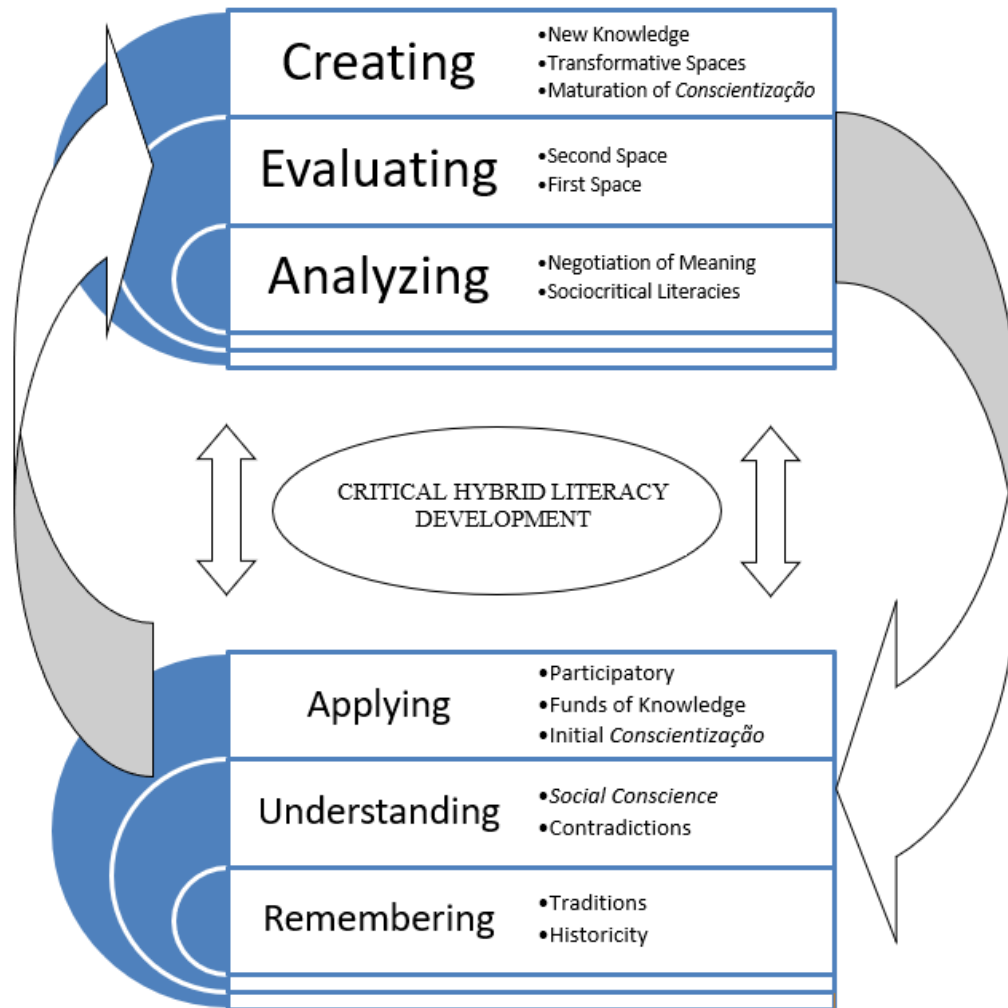 Creating
•New Knowledge
•Transformative Spaces
•Maturation of Conscientização
Evaluating
•Second Space
•First Space
Analyzing
•Negotiation of Meaning
•Sociocritical Literacies
CRITICAL HYBRID LITERACY
DEVELOPMENT
Applying
•Participatory
•Funds of Knowledge
•Initial Conscientização
Understanding
•Social Conscience
•Contradictions
Remembering
•Traditions
•Historicity